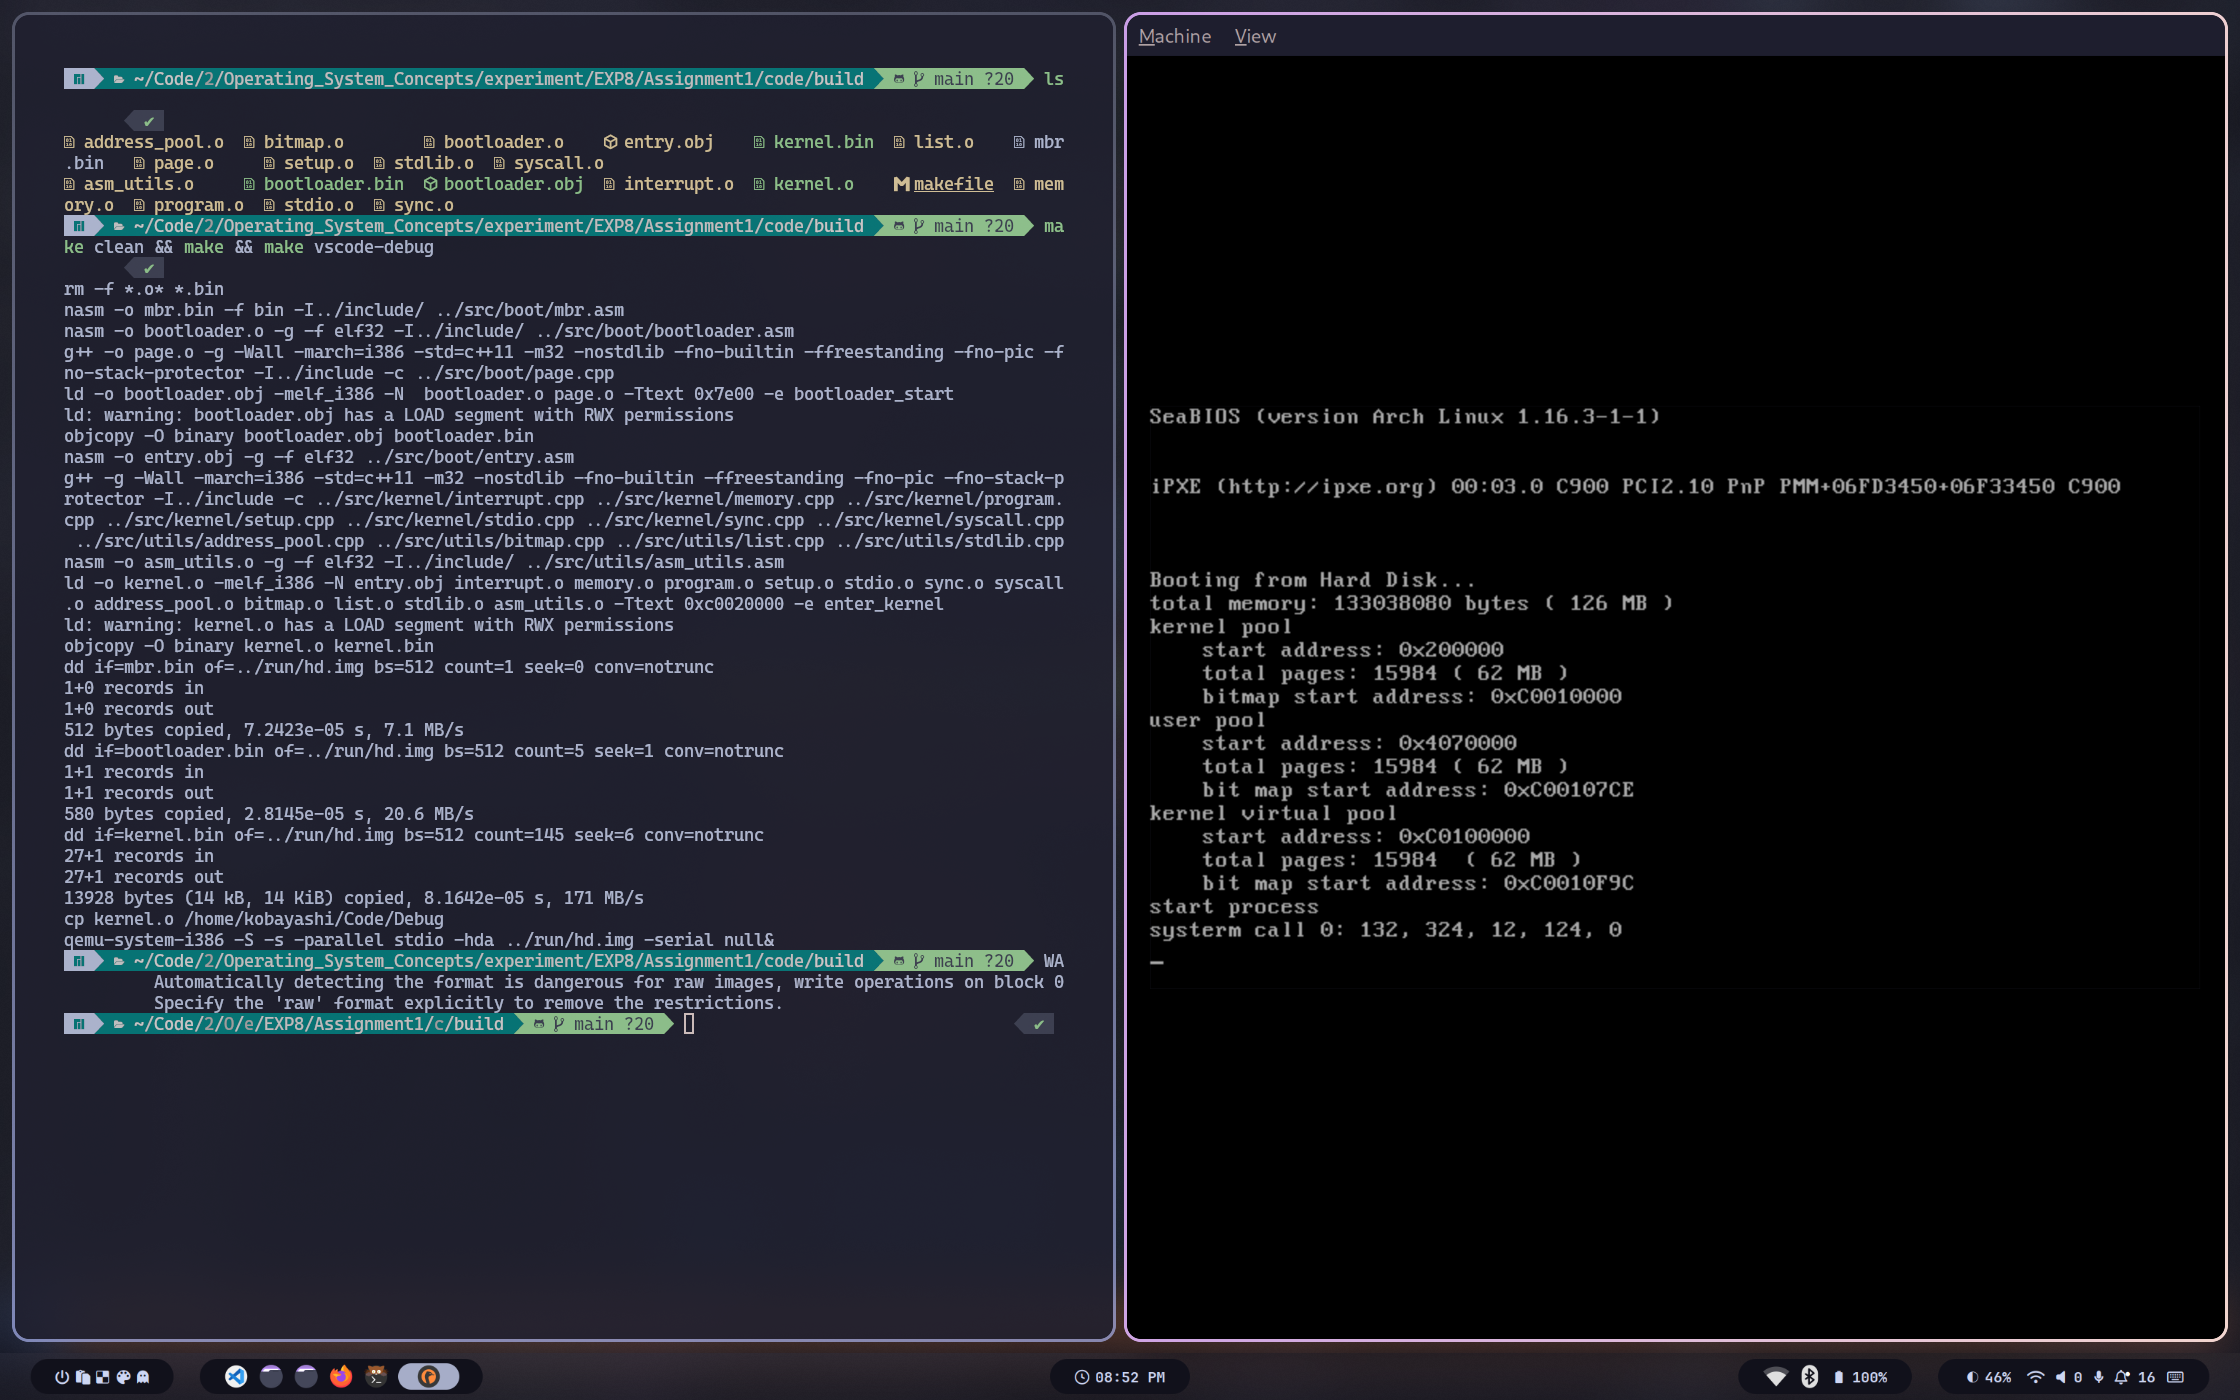 ~/Code/2/Operating_System_Concepts/experiment/EXP8/Assignment1/code/build main ?20 ls
✔
address_pool.o bitmap.o bootloader.o entry.obj kernel.bin list.o mbr
.bin page.o setup.o stdlib.o syscall.o
asm_utils.o bootloader.bin bootloader.obj interrupt.o kernel.o makefile mem
ory.o program.o stdio.o sync.o
~/Code/2/Operating_System_Concepts/experiment/EXP8/Assignment1/code/build main ?20 ma
ke clean && make && make vscode-debug
✔
rm -f *.o* *.bin
nasm -o mbr.bin -f bin -I../include/ ../src/boot/mbr.asm
nasm -o bootloader.o -g -f elf32 -I../include/ ../src/boot/bootloader.asm
g++ -o page.o -g -Wall -march=i386 -std=c++11 -m32 -nostdlib -fno-builtin -ffreestanding -fno-pic -f
no-stack-protector -I../include -c ../src/boot/page.cpp
ld -o bootloader.obj -melf_i386 -N  bootloader.o page.o -Ttext 0x7e00 -e bootloader_start
ld: warning: bootloader.obj has a LOAD segment with RWX permissions
objcopy -O binary bootloader.obj bootloader.bin
nasm -o entry.obj -g -f elf32 ../src/boot/entry.asm
g++ -g -Wall -march=i386 -std=c++11 -m32 -nostdlib -fno-builtin -ffreestanding -fno-pic -fno-stack-p
rotector -I../include -c ../src/kernel/interrupt.cpp ../src/kernel/memory.cpp ../src/kernel/program.
cpp ../src/kernel/setup.cpp ../src/kernel/stdio.cpp ../src/kernel/sync.cpp ../src/kernel/syscall.cpp
../src/utils/address_pool.cpp ../src/utils/bitmap.cpp ../src/utils/list.cpp ../src/utils/stdlib.cpp
nasm -o asm_utils.o -g -f elf32 -I../include/ ../src/utils/asm_utils.asm
ld -o kernel.o -melf_i386 -N entry.obj interrupt.o memory.o program.o setup.o stdio.o sync.o syscall
.o address_pool.o bitmap.o list.o stdlib.o asm_utils.o -Ttext 0xc0020000 -e enter_kernel
ld: warning: kernel.o has a LOAD segment with RWX permissions
objcopy -O binary kernel.o kernel.bin
dd if=mbr.bin of=../run/hd.img bs=512 count=1 seek=0 conv=notrunc
1+0 records in
1+0 records out
512 bytes copied, 7.2423e-05 s, 7.1 MB/s
dd if=bootloader.bin of=../run/hd.img bs=512 count=5 seek=1 conv=notrunc
1+1 records in
1+1 records out
580 bytes copied, 2.8145e-05 s, 20.6 MB/s
dd if=kernel.bin of=../run/hd.img bs=512 count=145 seek=6 conv=notrunc
27+1 records in
27+1 records out
13928 bytes (14 kB, 14 KiB) copied, 8.1642e-05 s, 171 MB/s
cp kernel.o /home/kobayashi/Code/Debug
qemu-system-i386 -S -s -parallel stdio -hda ../run/hd.img -serial null&
~/Code/2/Operating_System_Concepts/experiment/EXP8/Assignment1/code/build main ?20 WA
Automatically detecting the format is dangerous for raw images, write operations on block 0
Specify the 'raw' format explicitly to remove the restrictions.
~/Code/2/O/e/EXP8/Assignment1/c/build main ?20 ✔
Machine View
SeaBIOS (version Arch Linux 1.16.3-1-1)
iPXE (http://ipxe.org) 00:03.0 C900 PCI2.10 PnP PMM+06FD3450+06F33450 C900
Booting from Hard Disk...
total memory: 133038080 bytes ( 126 MB )
kernel pool
start address: 0x200000
total pages: 15984 ( 62 MB )
bitmap start address: 0xC0010000
user pool
start address: 0x4070000
total pages: 15984 ( 62 MB )
bit map start address: 0xC00107CE
kernel virtual pool
start address: 0xC0100000
total pages: 15984  ( 62 MB )
bit map start address: 0xC0010F9C
start process
systerm call 0: 132, 324, 12, 124, 0
08:52 PM
100%
46% 0 16